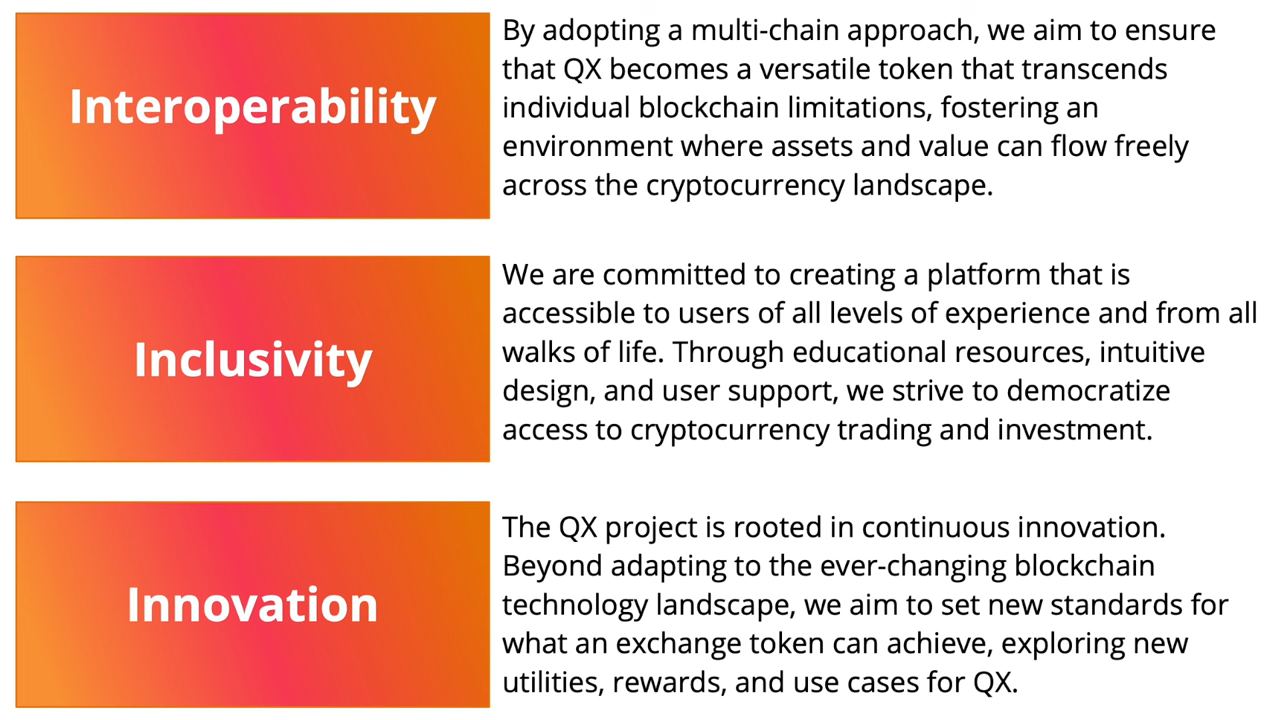 Interoperability
By adopting a multi-chain approach, we aim to ensure
that QX becomes a versatile token that transcends
individual blockchain limitations, fostering an
environment where assets and value can flow freely
across the cryptocurrency landscape.
Inclusivity
We are committed to creating a platform that is
accessible to users of all levels of experience and from all
walks of life. Through educational resources, intuitive
design, and user support, we strive to democratize
access to cryptocurrency trading and investment.
Innovation
The QX project is rooted in continuous innovation.
Beyond adapting to the ever-changing blockchain
technology landscape, we aim to set new standards for
what an exchange token can achieve, exploring new
utilities, rewards, and use cases for QX.